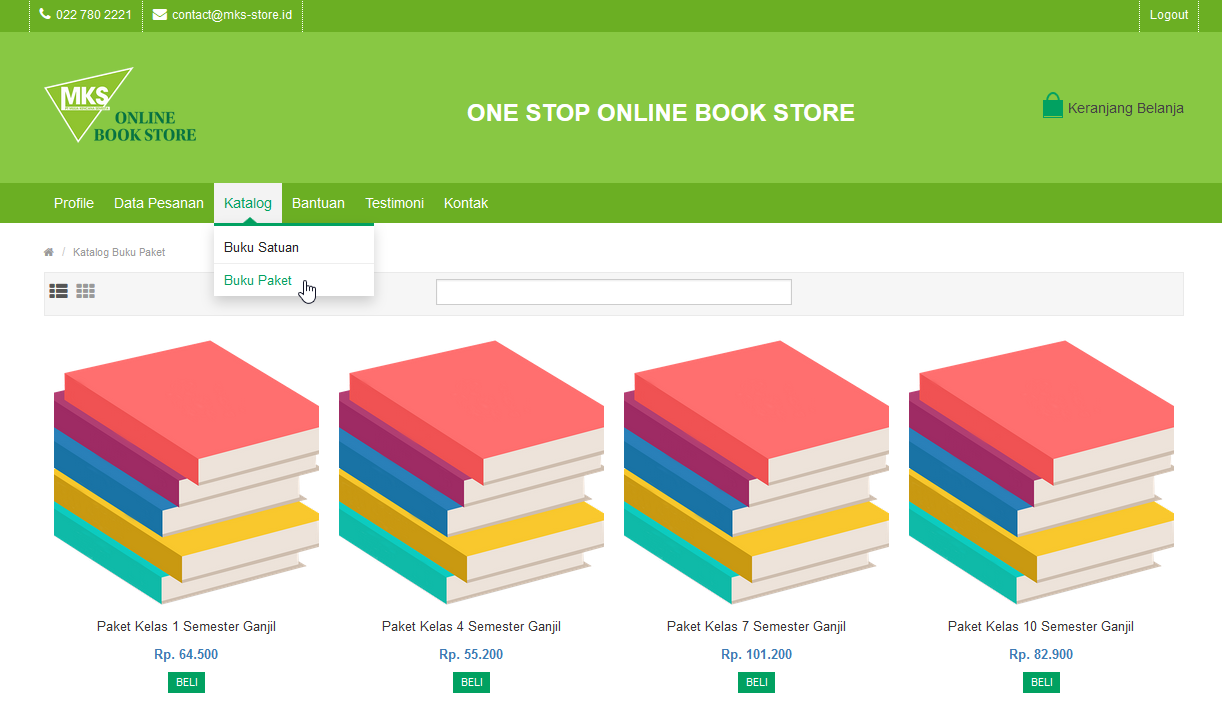 022 780 2221
contact@mks-store.id
Logout
MKS
ONLINE
BOOK STORE
ONE STOP ONLINE BOOK STORE
Keranjang Belanja
Profile
Data Pesanan
Katalog
Bantuan
Testimoni
Kontak
Buku Satuan
Buku Paket
/ Katalog Buku Paket
Paket Kelas 1 Semester Ganjil
Rp. 64.500
BELI
Paket Kelas 4 Semester Ganjil
Rp. 55.200
BELI
Paket Kelas 7 Semester Ganjil
Rp. 101.200
BELI
Paket Kelas 10 Semester Ganjil
Rp. 82.900
BELI